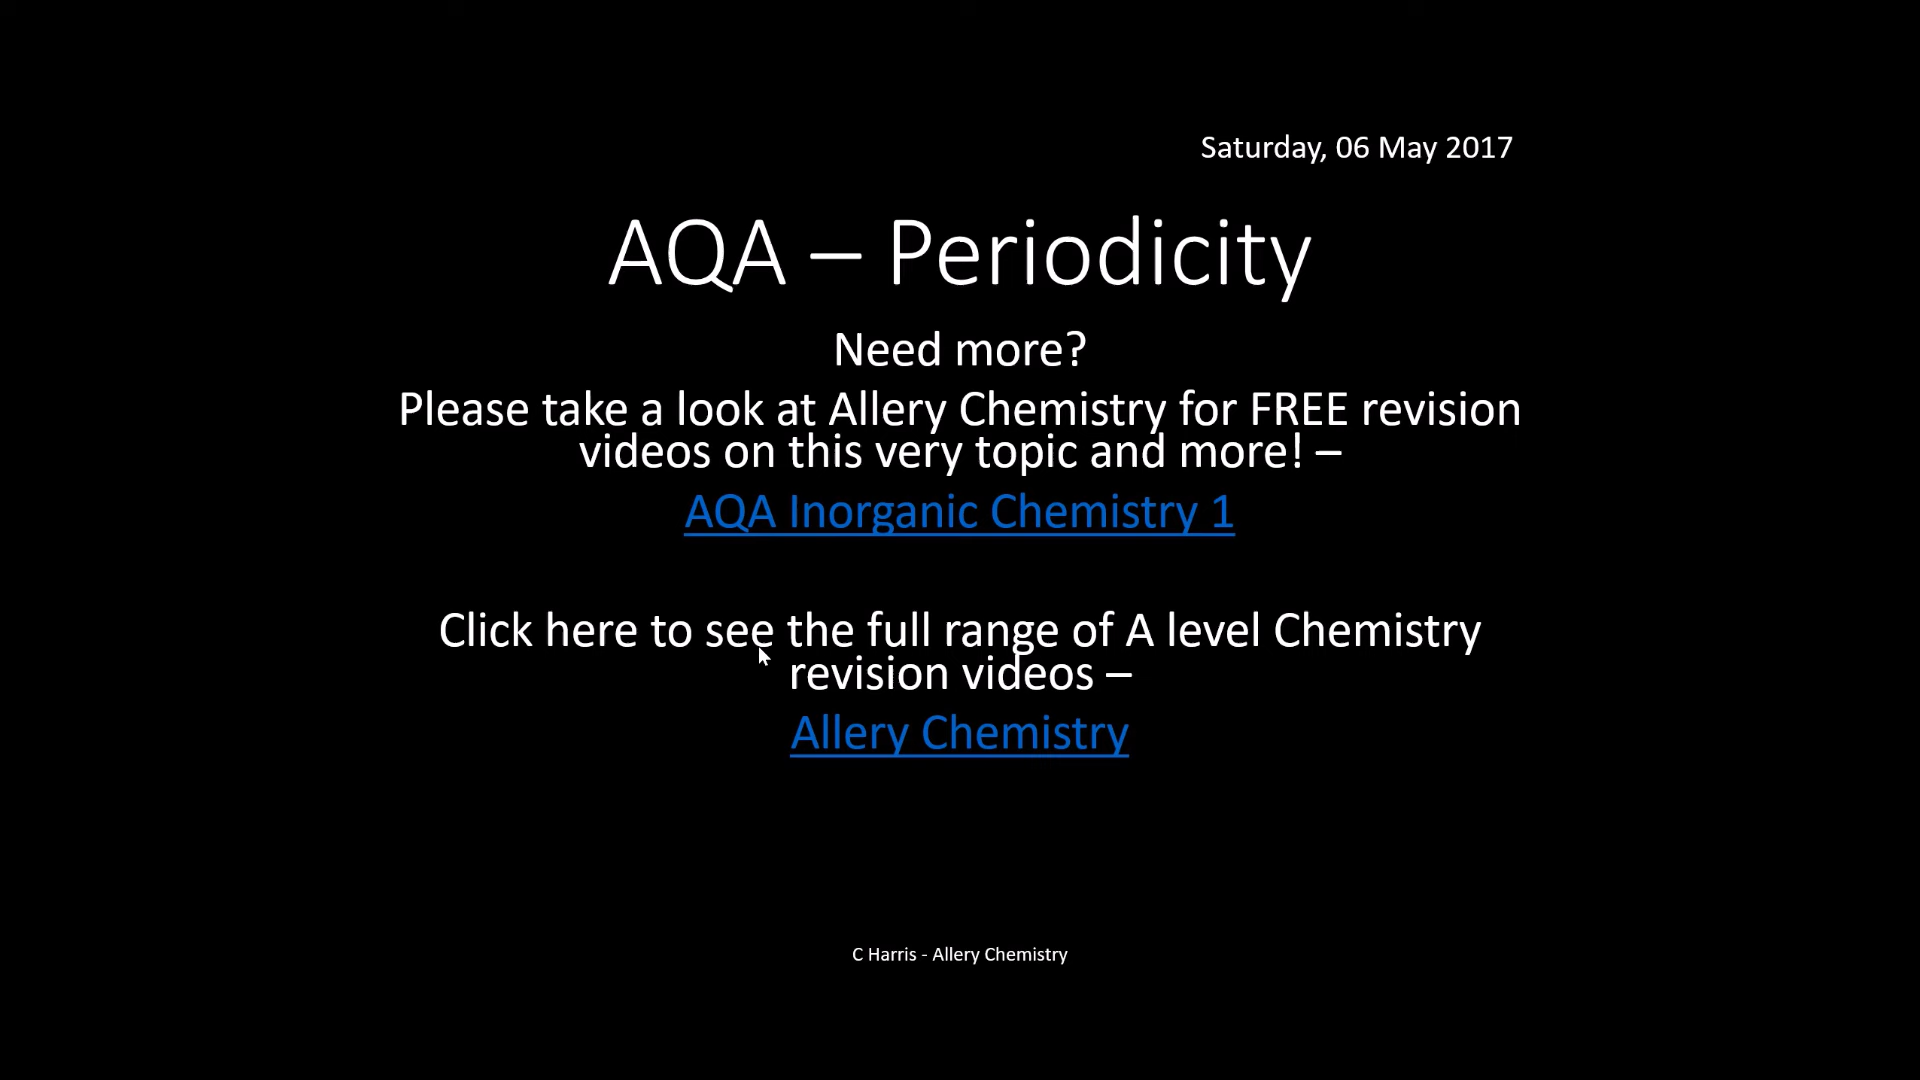 Saturday, 06 May 2017
AQA – Periodicity
Need more?
Please take a look at Allery Chemistry for FREE revision
videos on this very topic and more! –
AQA Inorganic Chemistry 1
Click here to see the full range of A level Chemistry
revision videos –
Allery Chemistry
C Harris - Allery Chemistry